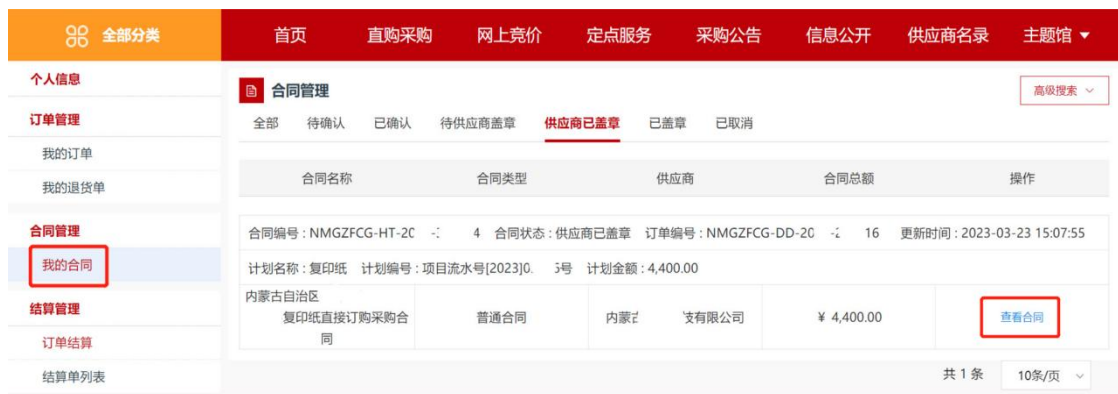 全部分类 首页 直购采购 网上竞价 定点服务 采购公告 信息公开 供应商名录 主题馆
个人信息
订单管理
我的订单
我的退货单
合同管理
我的合同
结算管理
订单结算
结算单列表
合同管理 高级搜索
全部 待确认 已确认 待供应商盖章 供应商已盖章 已盖章 已取消
合同名称 合同类型 供应商 合同总额 操作
合同编号：NMGZFCG-HT-20 4 合同状态：供应商已盖章 订单编号：NMGZFCG-DD-20 16 更新时间：2023-03-23 15:07:55
计划名称：复印纸 计划编号：项目流水号[2023]0. 号 计划金额：4,400.00
内蒙古自治区
复印纸直接订购采购合同 普通合同 内蒙 有限公司 ¥ 4,400.00 查看合同
共 1 条 10条/页